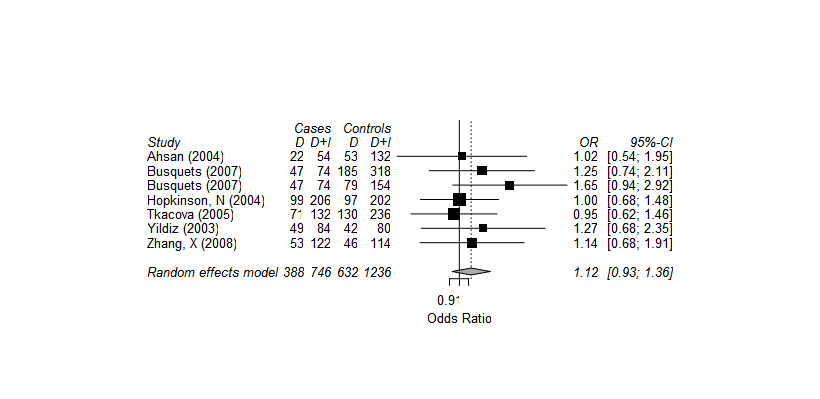 Cases Controls
Study D D+I D D+I OR 95%-CI
Ahsan (2004) 22 54 53 132 1.02 [0.54; 1.95]
Busquets (2007) 47 74 185 318 1.25 [0.74; 2.11]
Busquets (2007) 47 74 79 154 1.65 [0.94; 2.92]
Hopkinson, N (2004) 99 206 97 202 1.00 [0.68; 1.48]
Tkacova (2005) 71 132 130 236 0.95 [0.62; 1.46]
Yildiz (2003) 49 84 42 80 1.27 [0.68; 2.35]
Zhang, X (2008) 53 122 46 114 1.14 [0.68; 1.91]
Random effects model 388 746 632 1236 1.12 [0.93; 1.36]
0.91
Odds Ratio